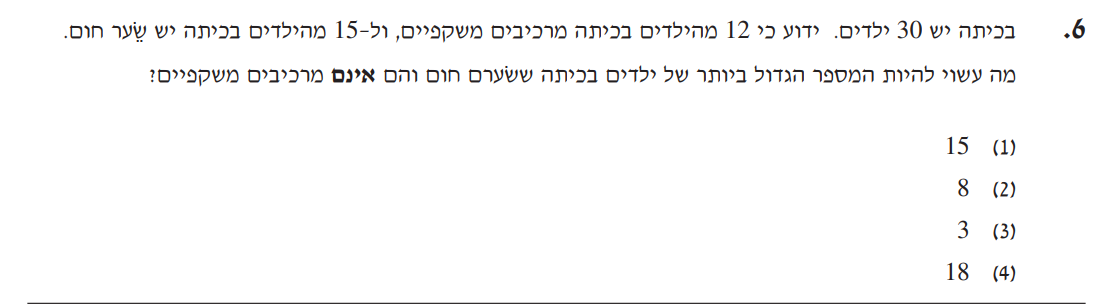 6. בכיתה יש 30 ילדים. ידוע כי 12 מהילדים בכיתה מרכיבים משקפיים, ול-15 מהילדים בכיתה יש שֵׂער חום.
מה עשוי להיות המספר הגדול ביותר של ילדים בכיתה ששׂערם חום והם אינם מרכיבים משקפיים?
(1) 15
(2) 8
(3) 3
(4) 18